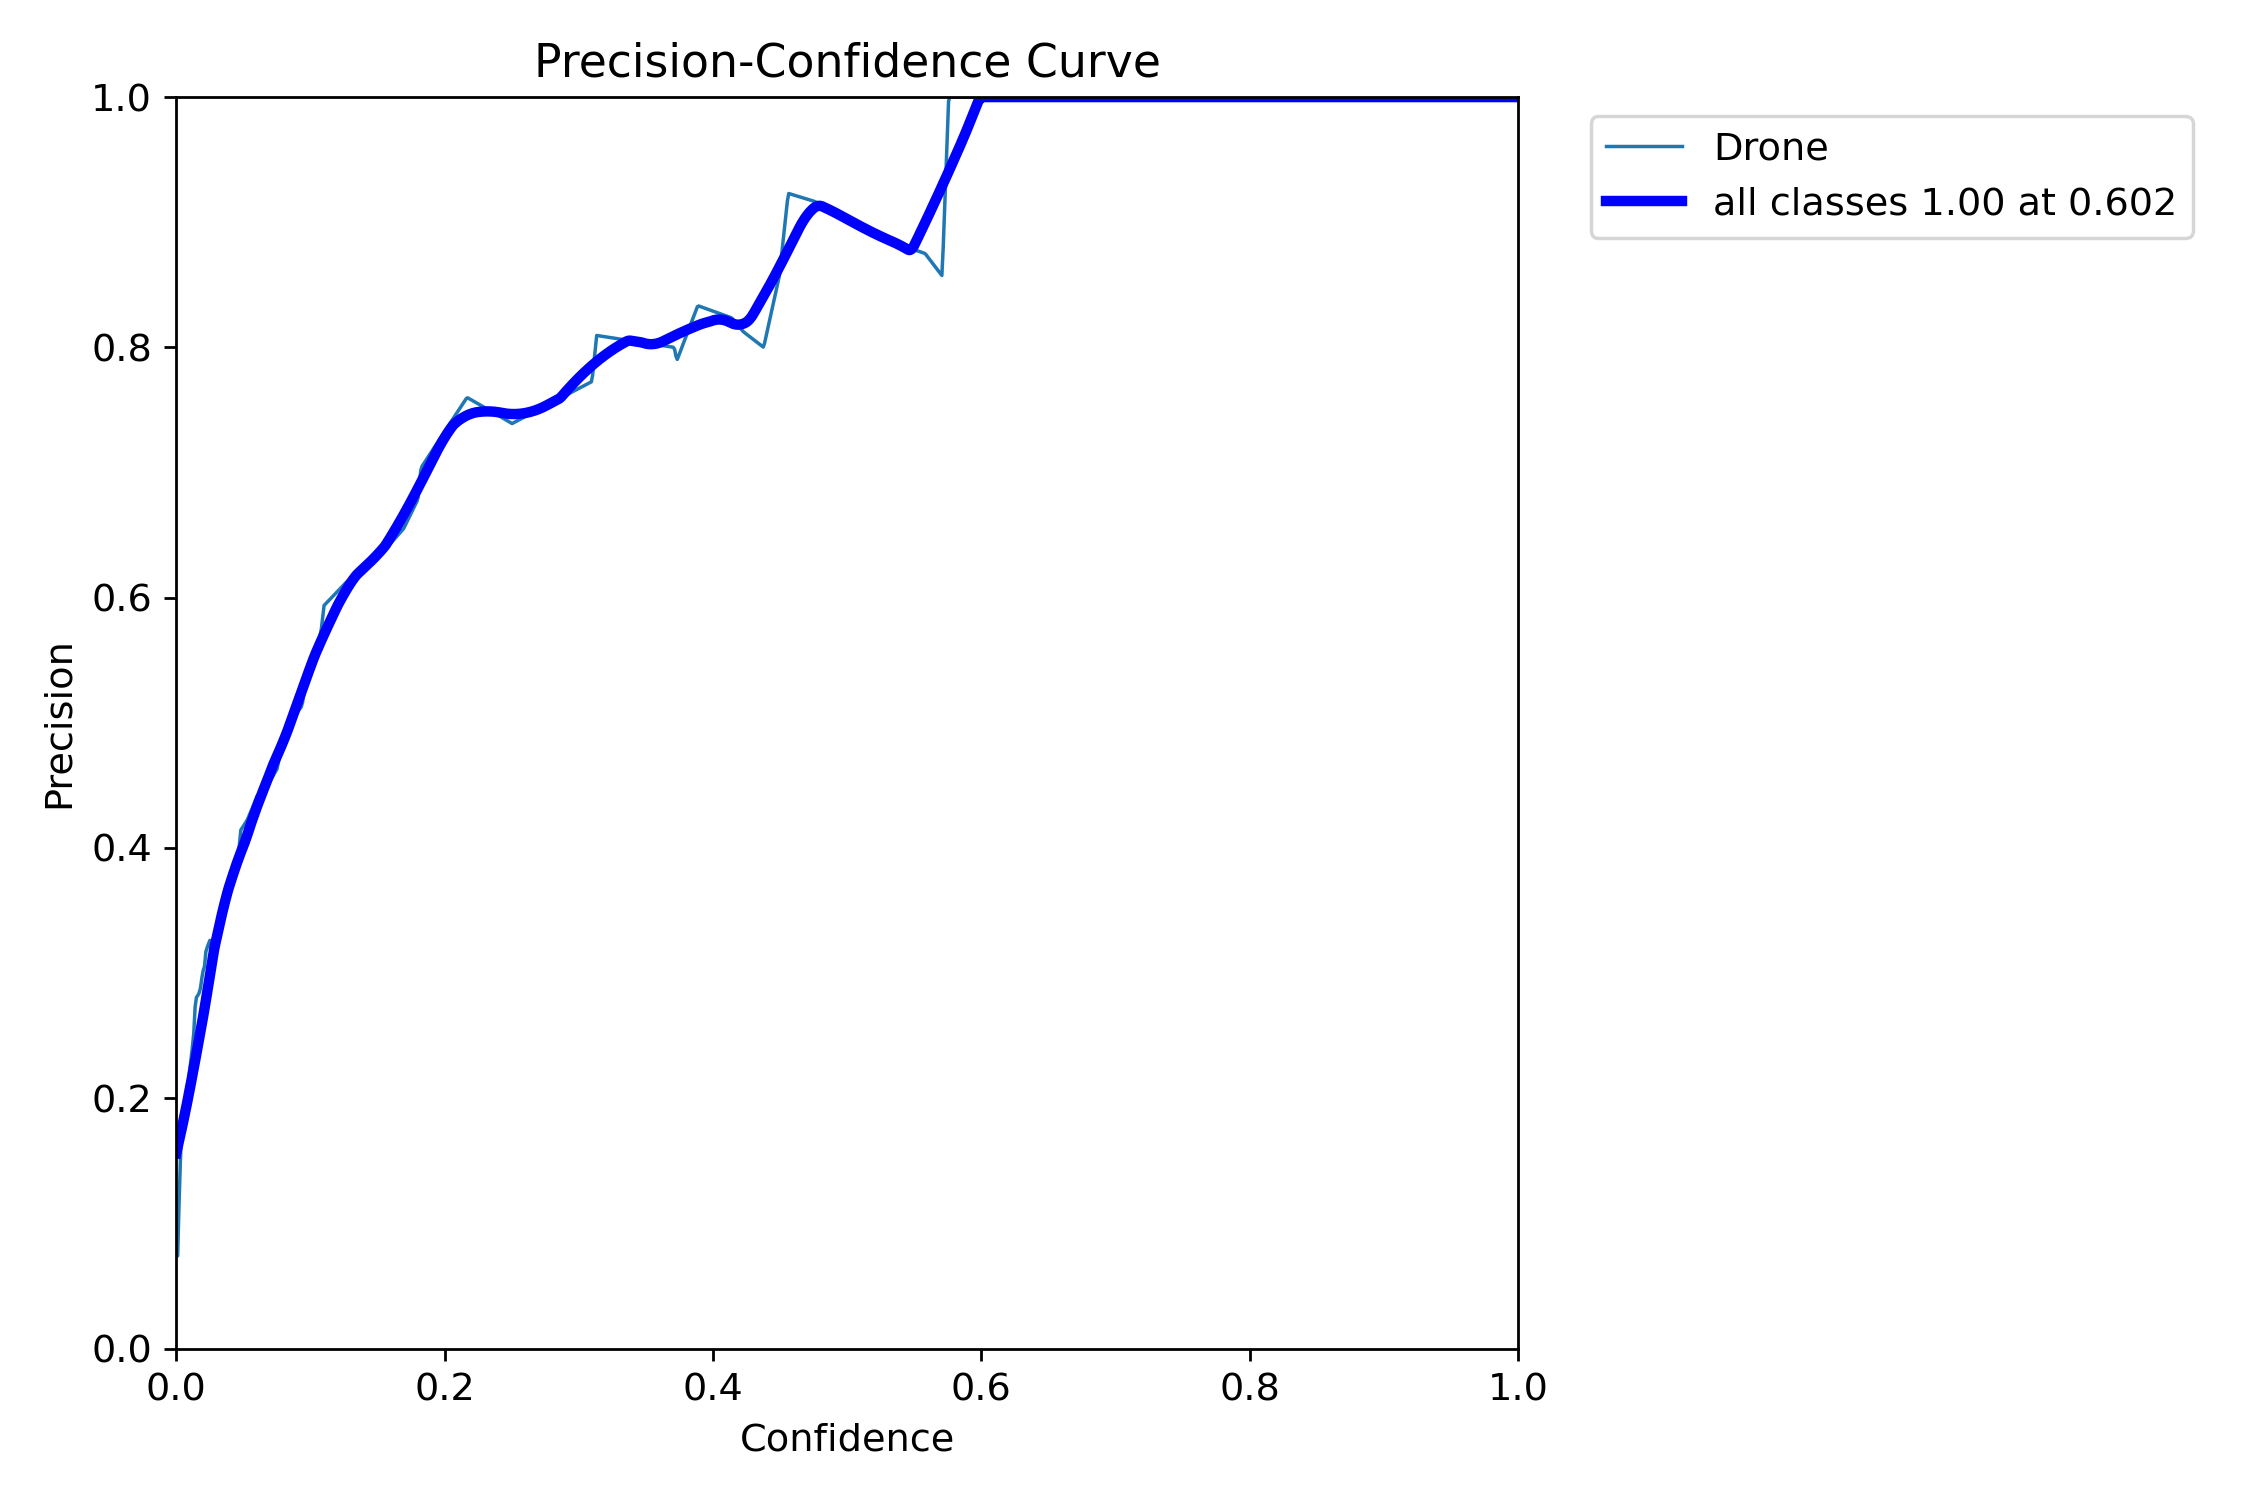 Precision-Confidence Curve
1.0
0.8
0.6
0.4
0.2
0.0
Precision
0.0 0.2 0.4 0.6 0.8 1.0
Confidence
Drone
all classes 1.00 at 0.602